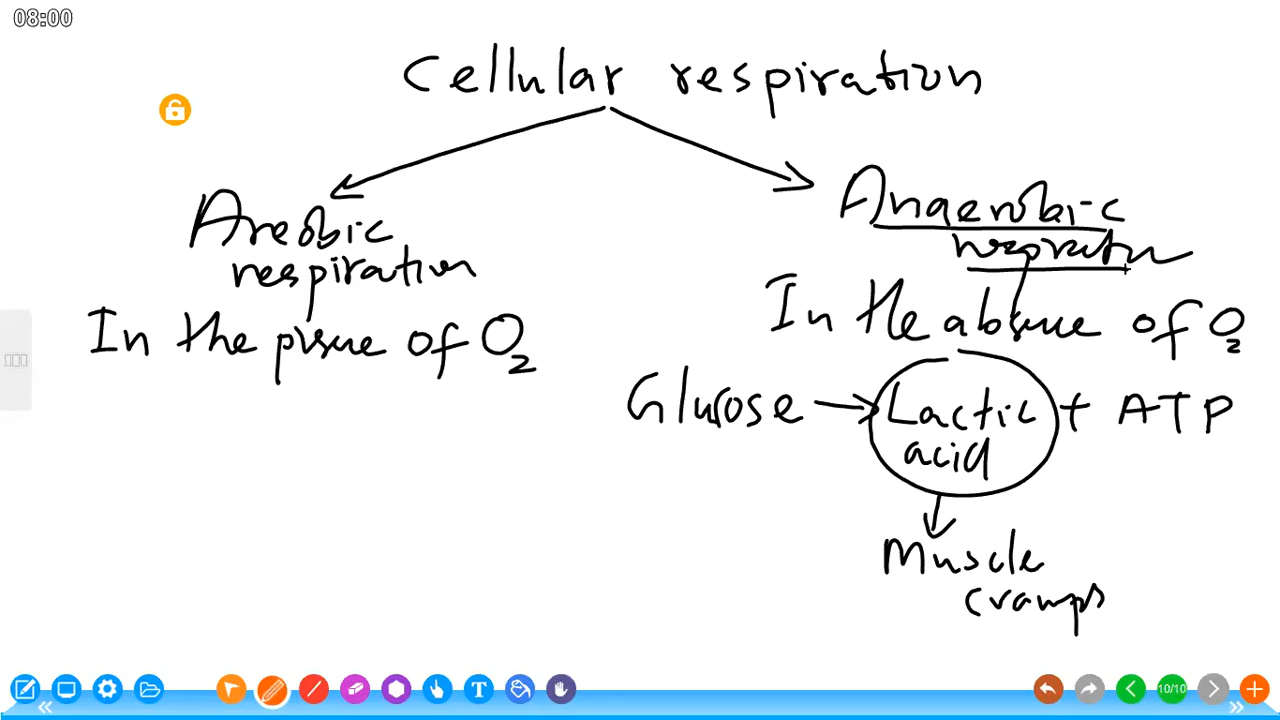 08:00
Cellular respiration
Areobic
respiration
In the presence of O2
Anaerobic
respiration
In the absence of O2
Glucose → Lactic acid + ATP
Muscle
cramps
10/10